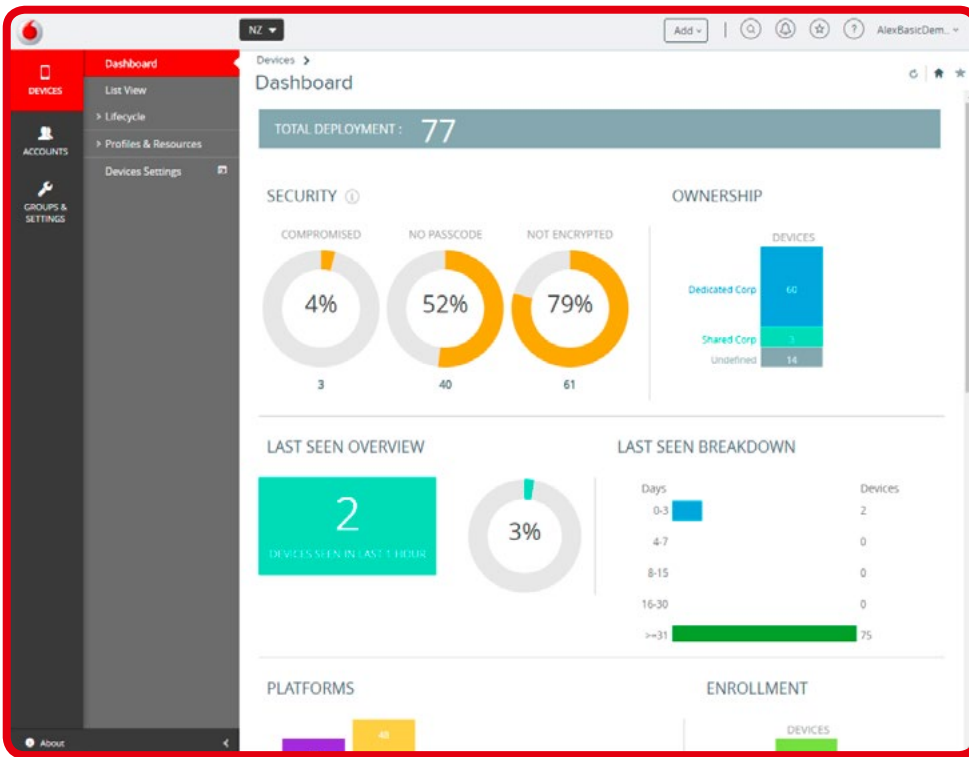 NZ
Add
?
AlexBasicDem..
DEVICES
ACCOUNTS
GROUPS &
SETTINGS
Dashboard
List View
> Lifecycle
> Profiles & Resources
Devices Settings
About
Devices >
Dashboard
TOTAL DEPLOYMENT : 77
SECURITY i
COMPROMISED
4%
3
NO PASSCODE
52%
40
NOT ENCRYPTED
79%
61
OWNERSHIP
DEVICES
Dedicated Corp 60
Shared Corp 3
Undefined 14
LAST SEEN OVERVIEW
2
DEVICES SEEN IN LAST 1 HOUR
3%
LAST SEEN BREAKDOWN
Days Devices
0-3 2
4-7 0
8-15 0
16-30 0
>=31 75
PLATFORMS
48
ENROLLMENT
DEVICES